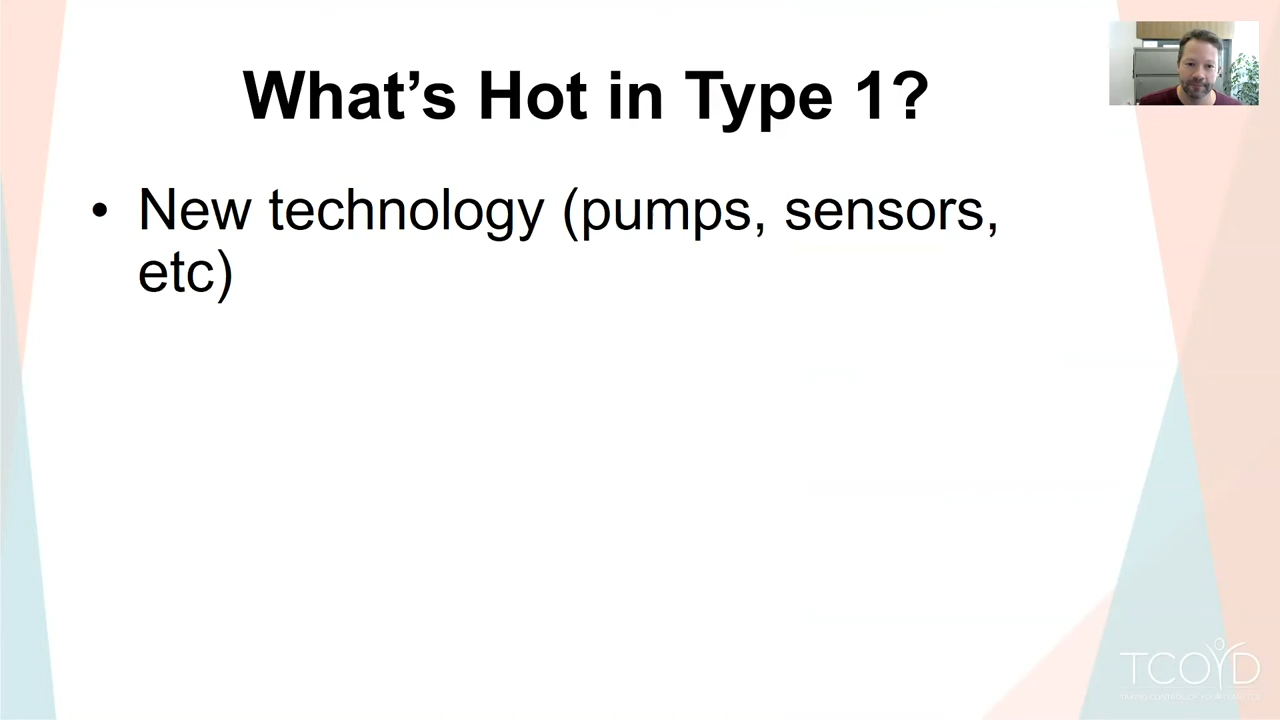 What's Hot in Type 1?
• New technology (pumps, sensors,
etc)
TCOYD